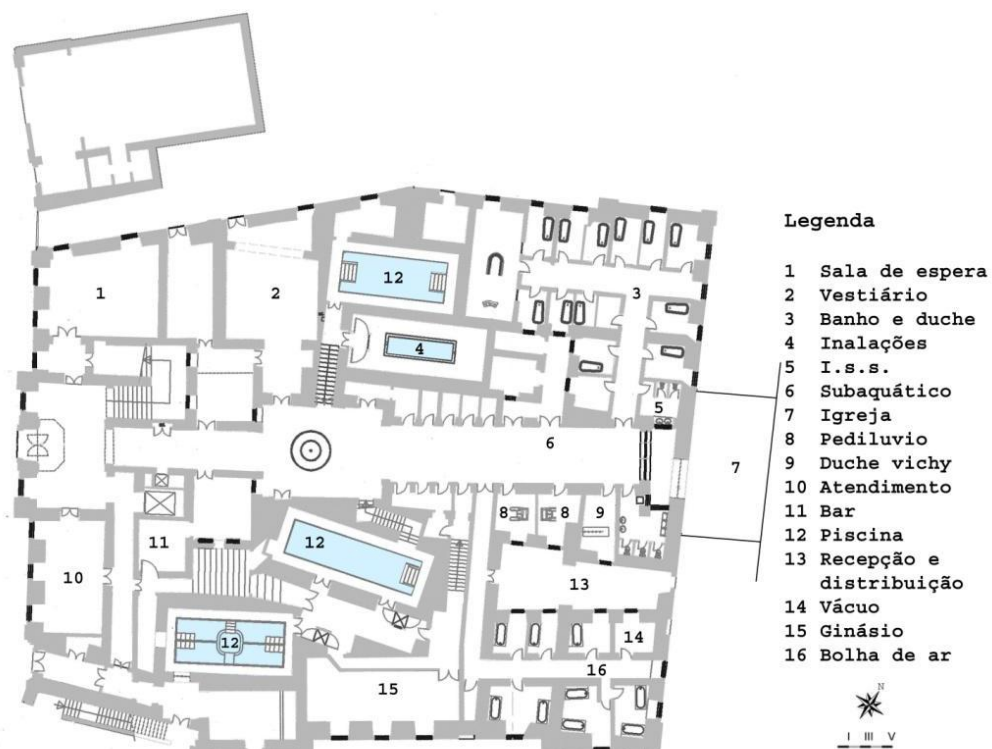 1
2
12
3
4
5
6
7
8
8
9
12
11
13
10
12
14
16
15
Legenda
1 Sala de espera
2 Vestiário
3 Banho e duche
4 Inalações
5 I.s.s.
6 Subaquático
7 Igreja
8 Pediluvio
9 Duche vichy
10 Atendimento
11 Bar
12 Piscina
13 Recepção e
distribuição
14 Vácuo
15 Ginásio
16 Bolha de ar
N
I III V